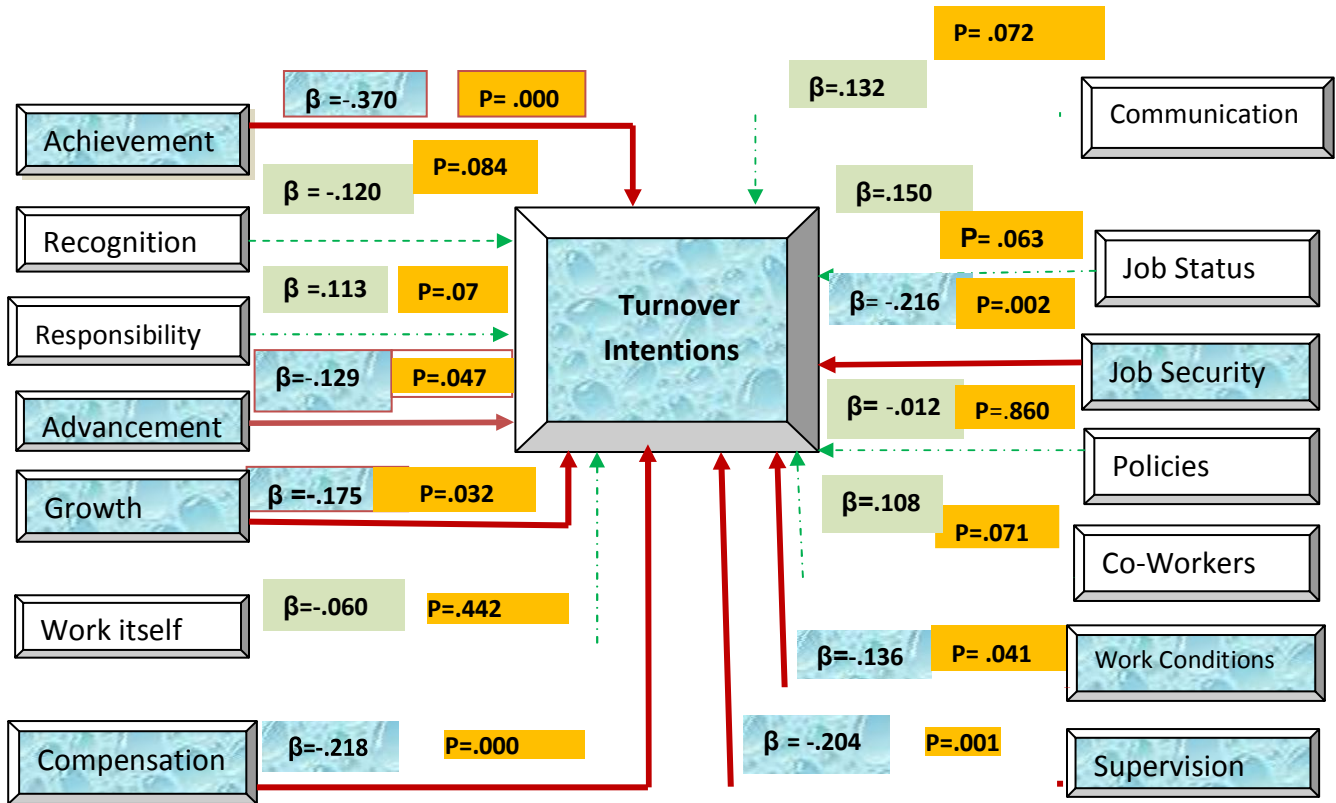 P= .072
β=.132
Communication
β =-.370
P= .000
Achievement
P=.084
β = -.120
β=.150
Recognition
P= .063
Job Status
β =.113
P=.07
β= -.216
P=.002
Turnover
Intentions
Responsibility
β=-.129
P=.047
Job Security
β= -.012
P=.860
Advancement
Policies
β =-.175
P=.032
Growth
β=.108
P=.071
Co-Workers
β=-.060
P=.442
Work itself
β=-.136
P= .041
Work Conditions
β=-.218
P=.000
Compensation
β = -.204
P=.001
Supervision